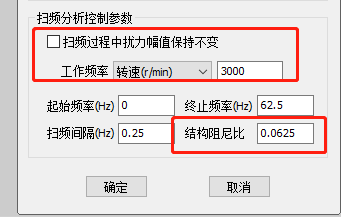 扫频分析控制参数
扫频过程中扰力幅值保持不变
工作频率 转速(r/min) 3000
起始频率(Hz) 0 终止频率(Hz) 62.5
扫频间隔(Hz) 0.25 结构阻尼比 0.0625
确定 取消